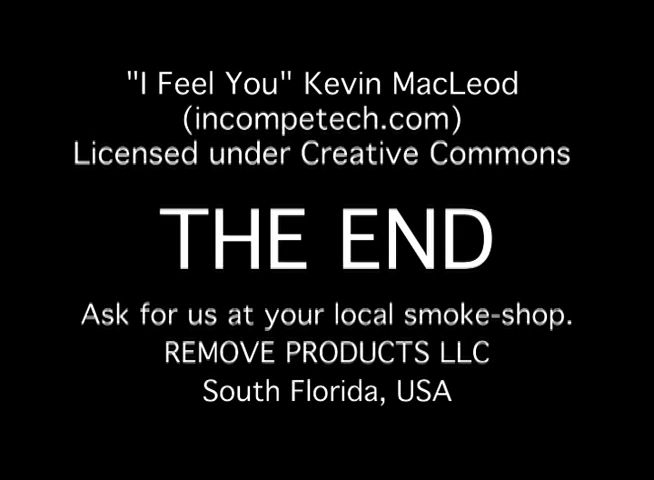 "I Feel You" Kevin MacLeod
(incompetech.com)
Licensed under Creative Commons
THE END
Ask for us at your local smoke-shop.
REMOVE PRODUCTS LLC
South Florida, USA